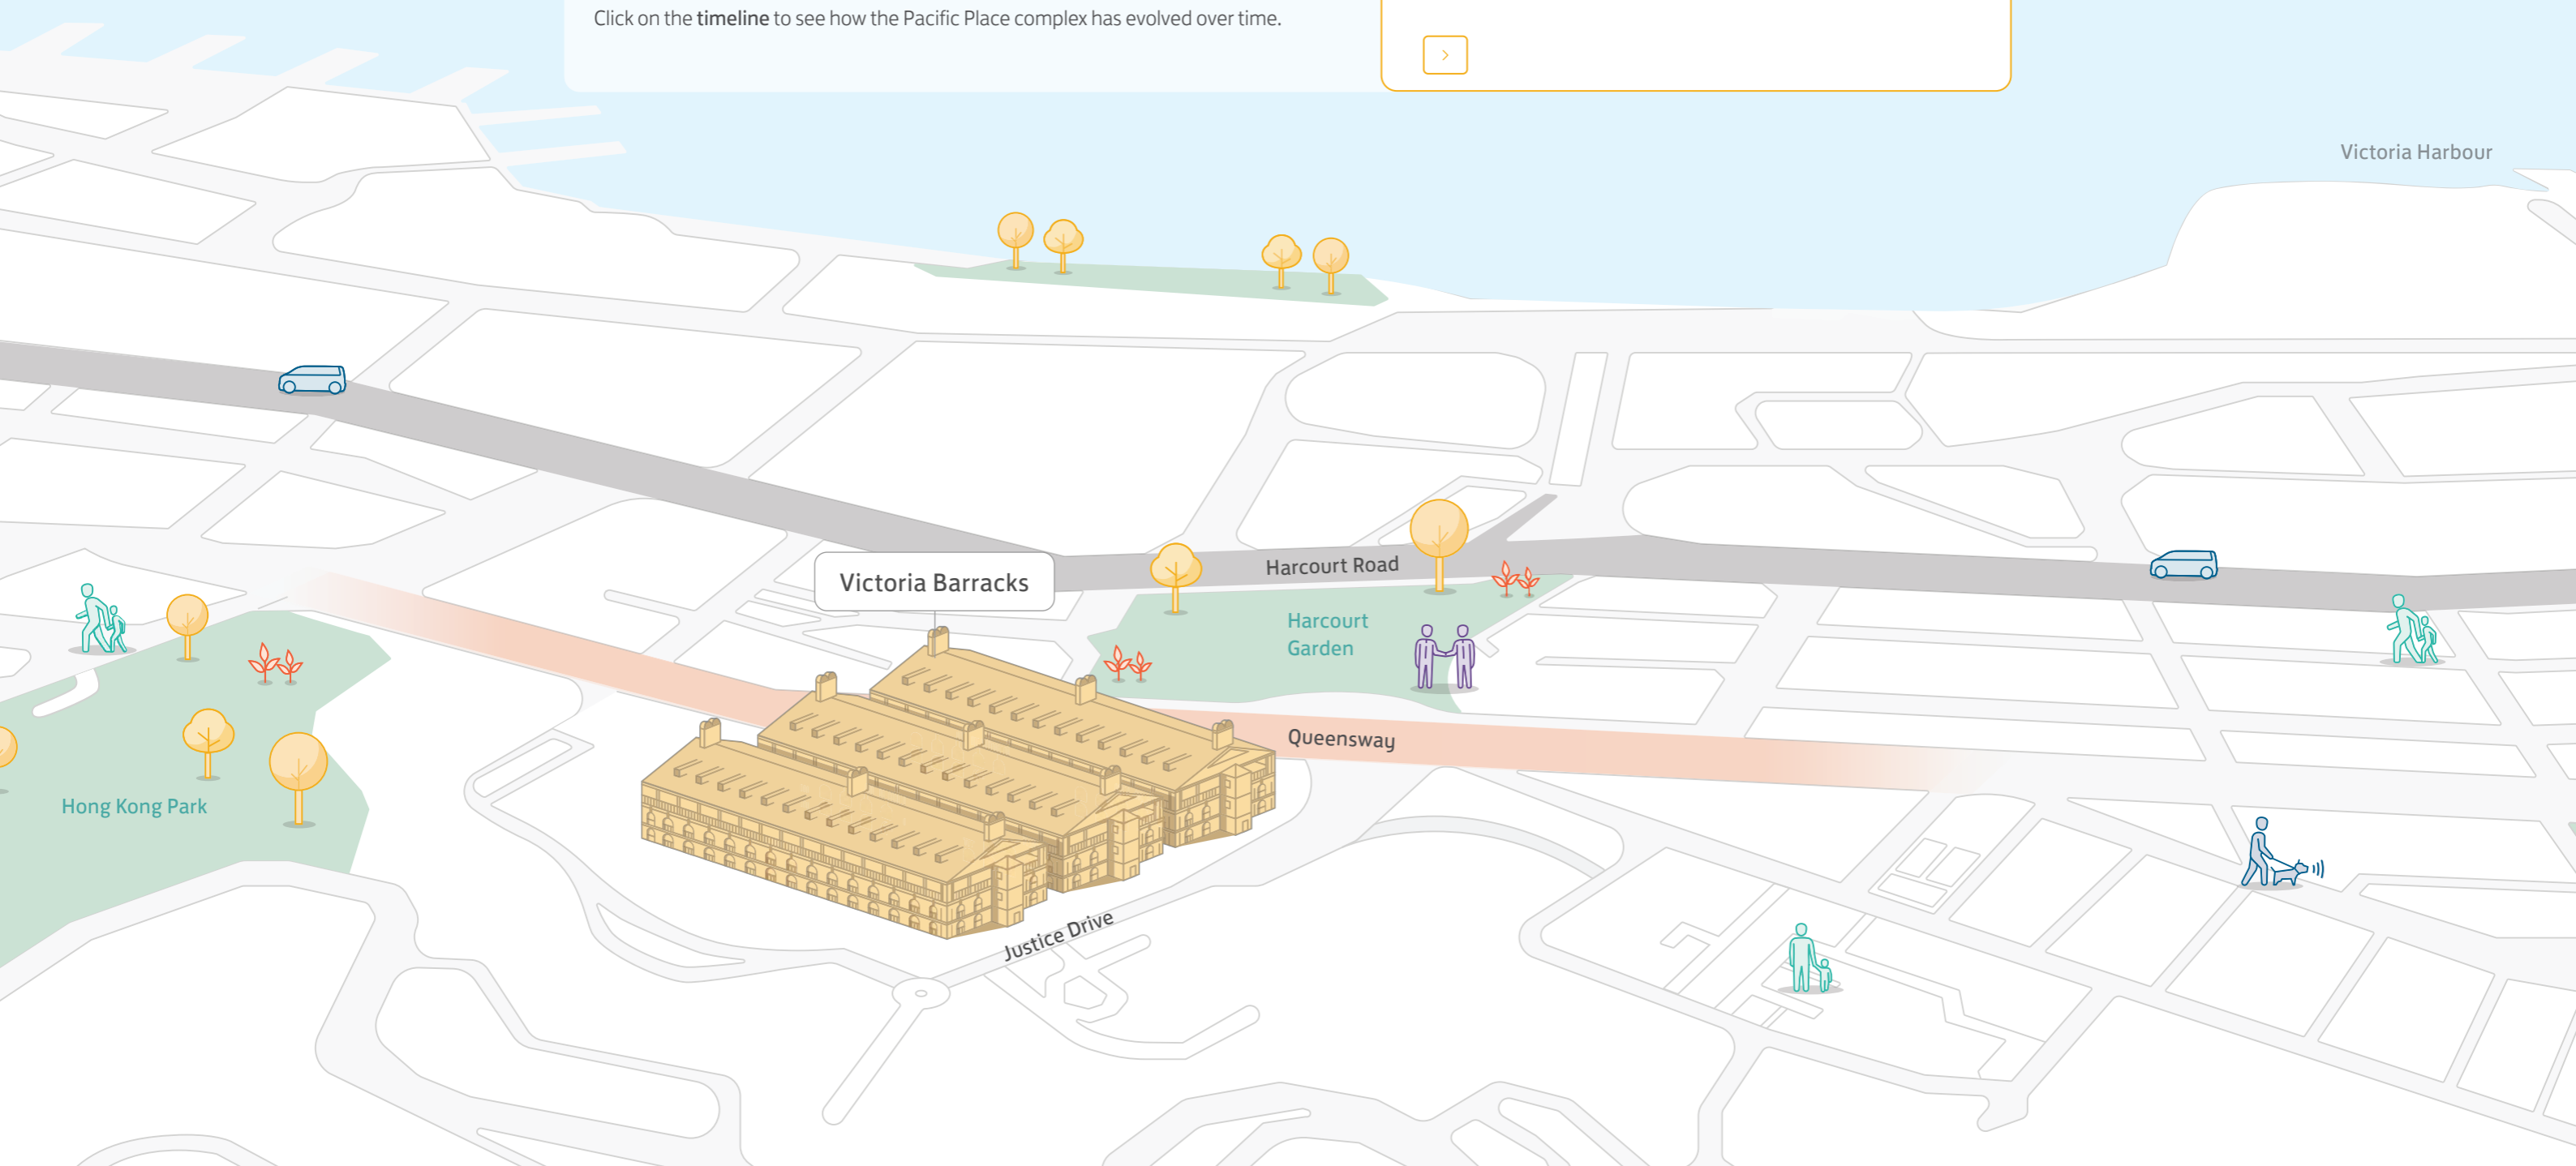 Click on the timeline to see how the Pacific Place complex has evolved over time.
Victoria Harbour
Harcourt Road
Victoria Barracks
Harcourt
Garden
Queensway
Hong Kong Park
Justice Drive